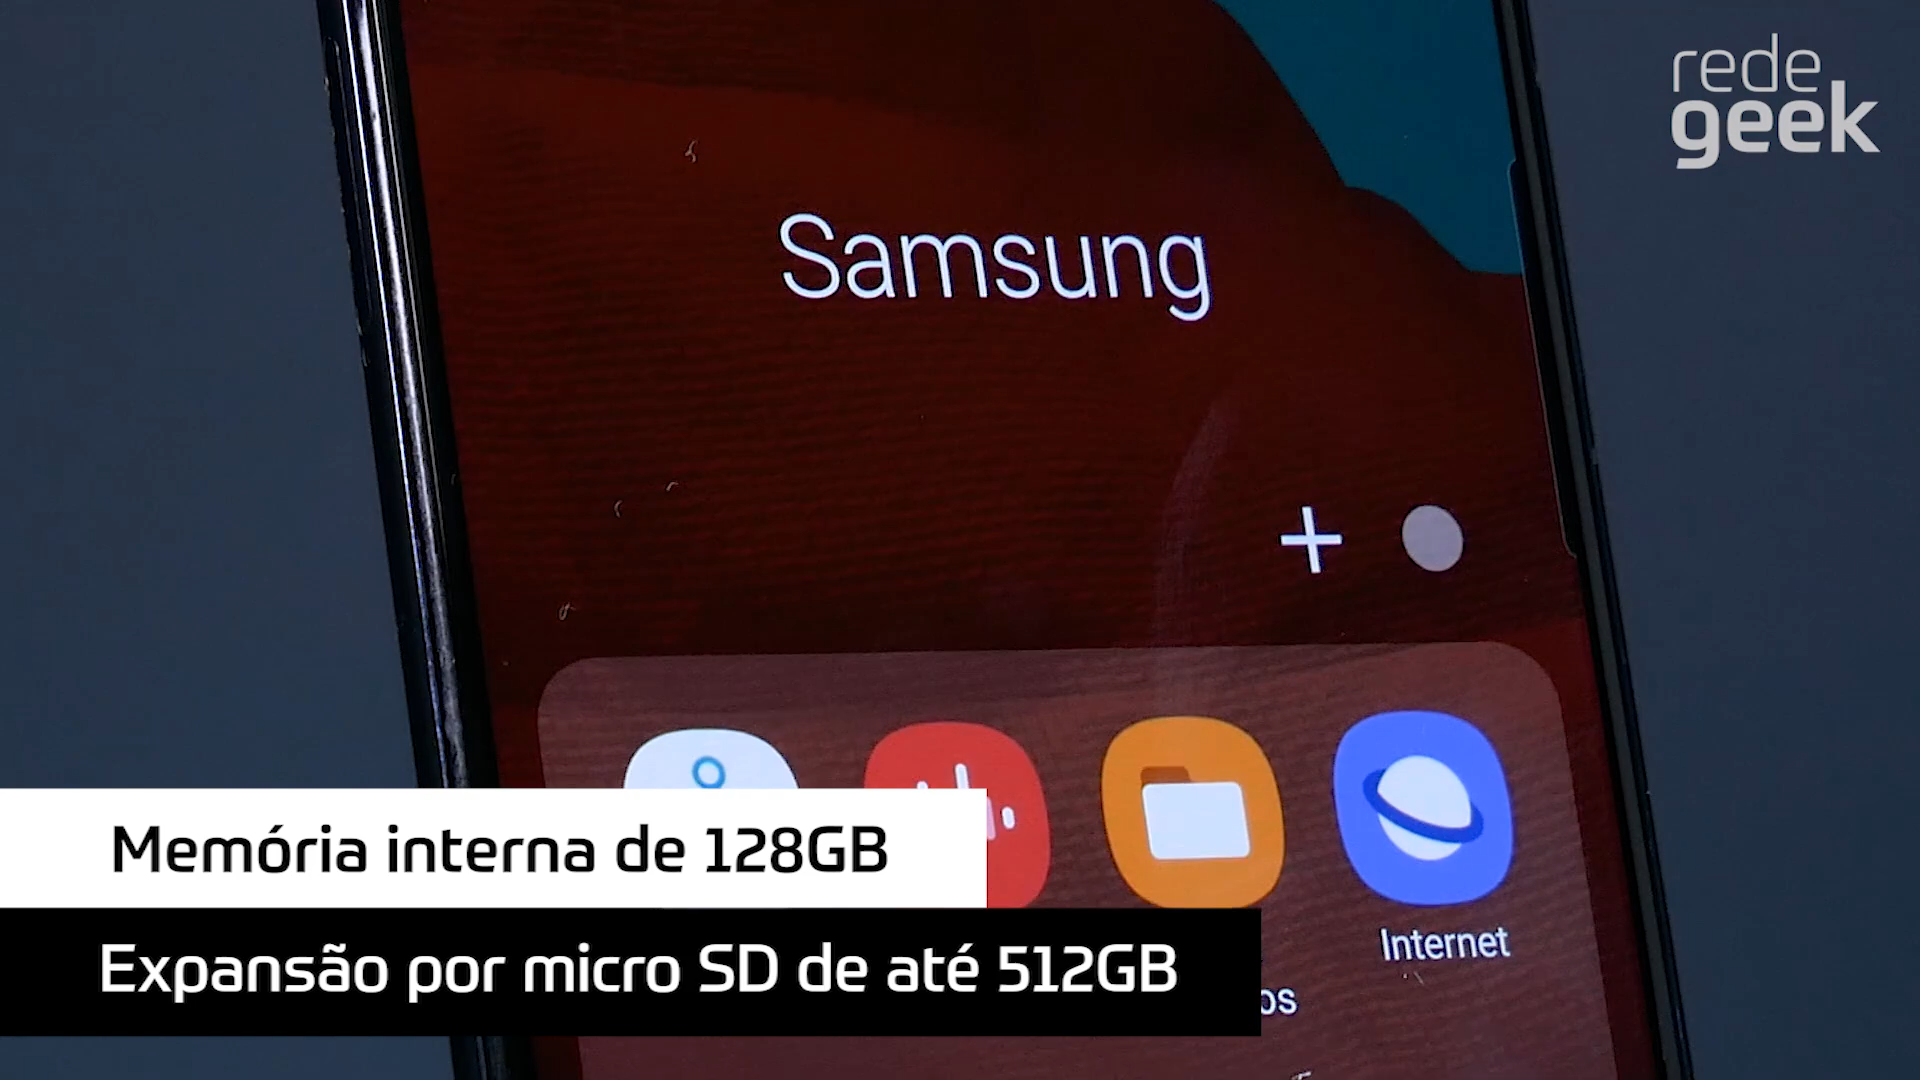 rede
geek
Samsung
Memória interna de 128GB
Internet
Expansão por micro SD de até 512GB